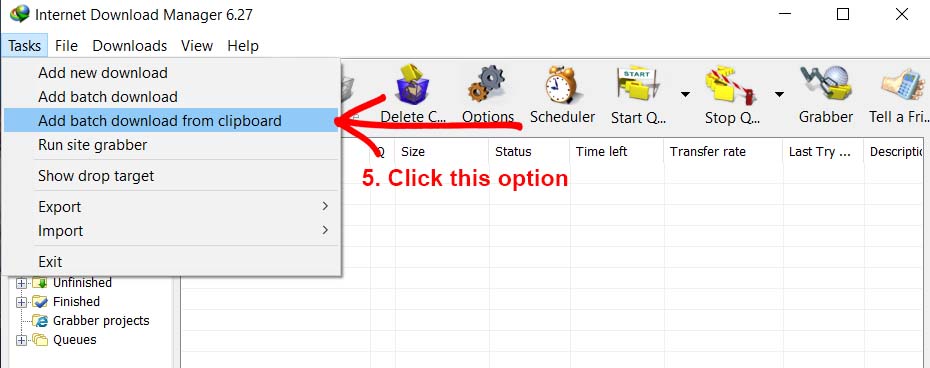 Internet Download Manager 6.27
Tasks File Downloads View Help
Add new download
Add batch download
Add batch download from clipboard
Run site grabber
Show drop target
Export
Import
Exit
Delete C... Options Scheduler Start Q... Stop Q... Grabber Tell a Fri..
START
Q Size Status Time left Transfer rate Last Try ... Descriptic
5. Click this option
Unfinished
Finished
Grabber projects
Queues